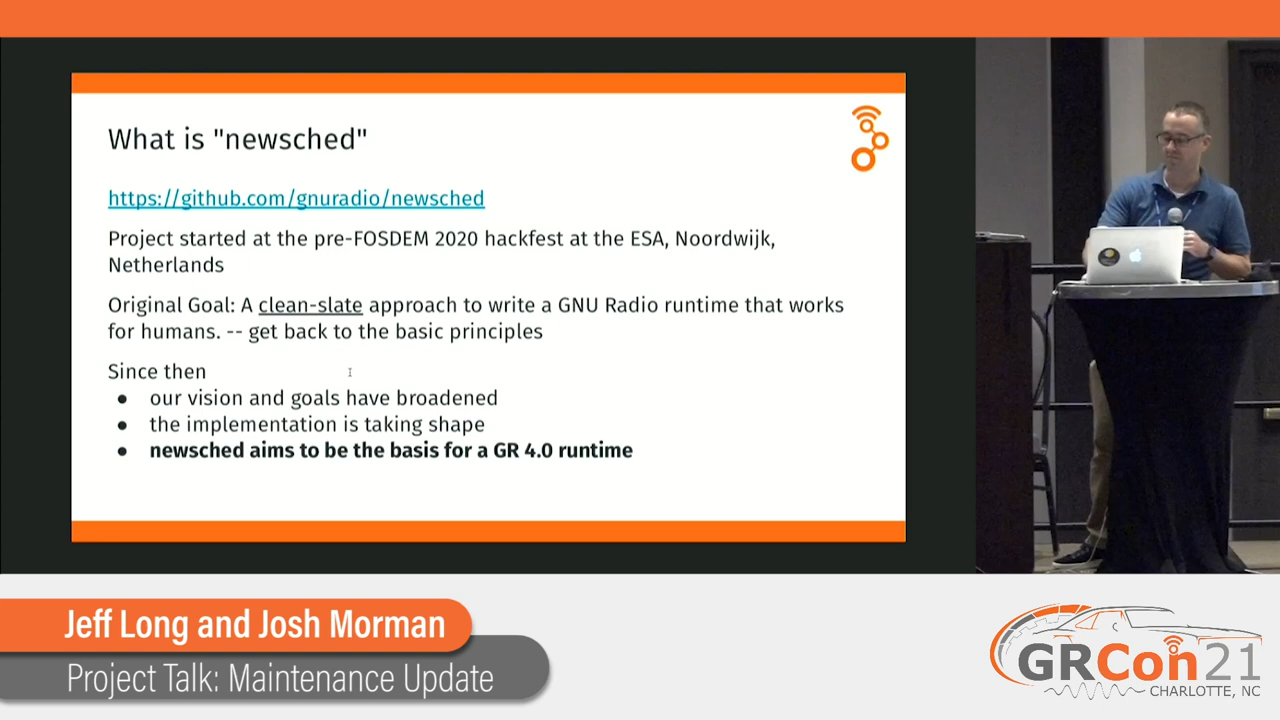 What is "newsched"
https://github.com/gnuradio/newsched
Project started at the pre-FOSDEM 2020 hackfest at the ESA, Noordwijk,
Netherlands
Original Goal: A clean-slate approach to write a GNU Radio runtime that works
for humans. -- get back to the basic principles
Since then
● our vision and goals have broadened
● the implementation is taking shape
● newsched aims to be the basis for a GR 4.0 runtime
Jeff Long and Josh Morman
Project Talk: Maintenance Update
GRCon21
CHARLOTTE, NC